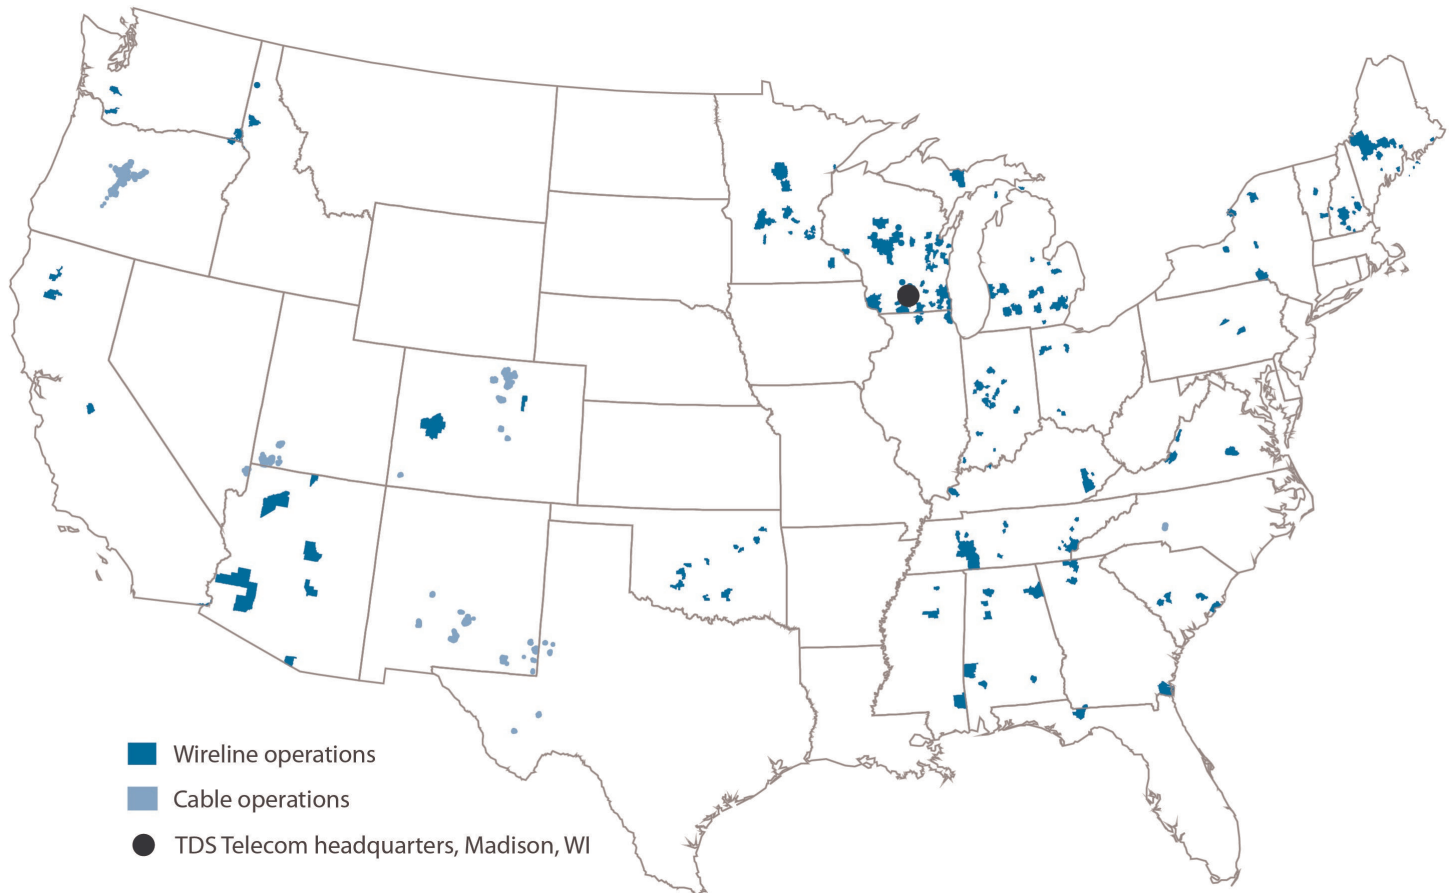 Wireline operations
Cable operations
TDS Telecom headquarters, Madison, WI